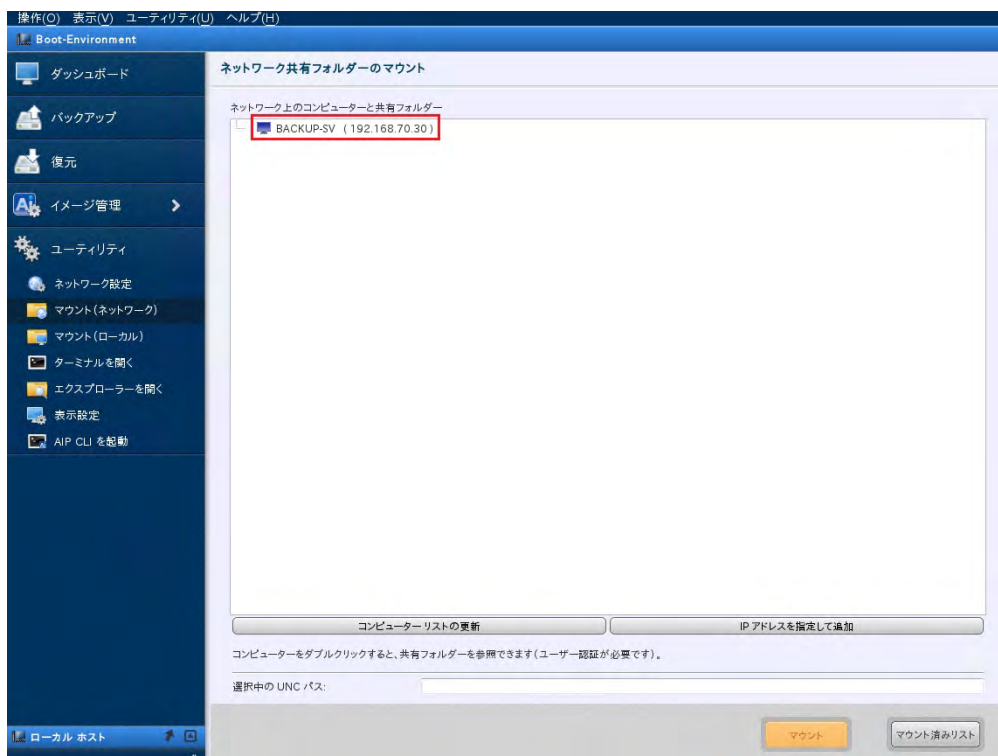 操作(O) 表示(V) ユーティリティ(U) ヘルプ(H)
Boot-Environment
ダッシュボード
バックアップ
復元
イメージ管理
ユーティリティ
ネットワーク設定
マウント(ネットワーク)
マウント(ローカル)
ターミナルを開く
エクスプローラーを開く
表示設定
AIP CLI を起動
ローカル ホスト
ネットワーク共有フォルダーのマウント
ネットワーク上のコンピューターと共有フォルダー
BACKUP-SV (192.168.70.30)
コンピューター リストの更新
IP アドレスを指定して追加
コンピューターをダブルクリックすると、共有フォルダーを参照できます(ユーザー認証が必要です)。
選択中の UNC パス:
マウント
マウント済みリスト